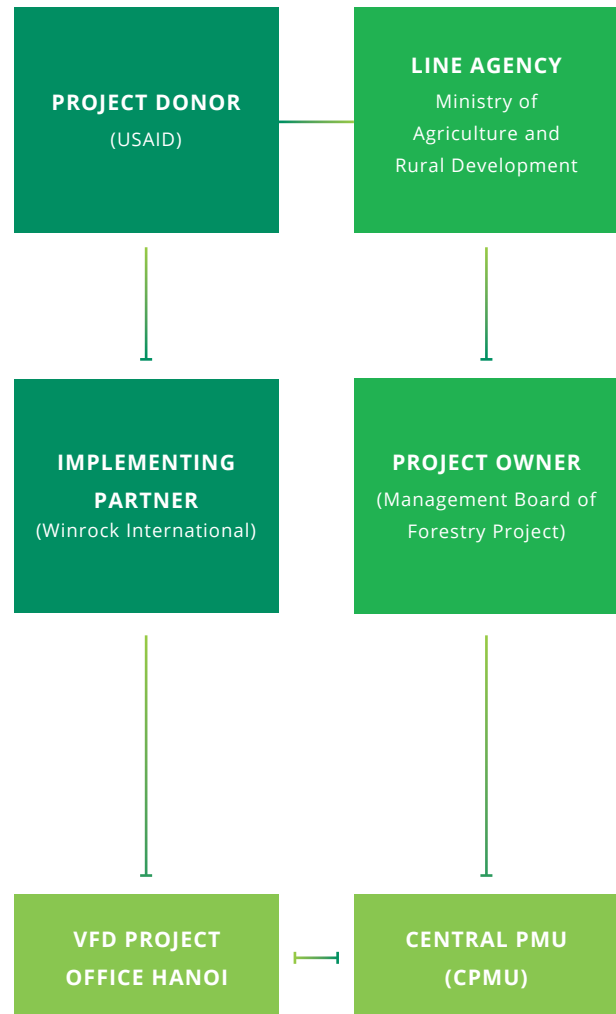 PROJECT DONOR
(USAID)
LINE AGENCY
Ministry of
Agriculture and
Rural Development
IMPLEMENTING
PARTNER
(Winrock International)
PROJECT OWNER
(Management Board of
Forestry Project)
VFD PROJECT
OFFICE HANOI
CENTRAL PMU
(CPMU)